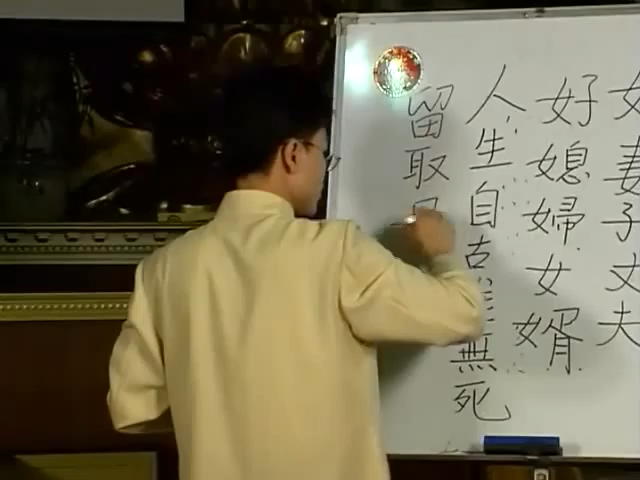 妻子丈夫
好媳婦女婿
人生自古無死
留取